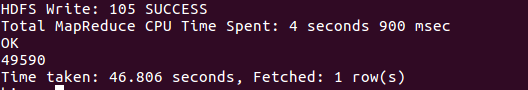 HDFS Write: 105 SUCCESS
Total MapReduce CPU Time Spent: 4 seconds 900 msec
OK
49590
Time taken: 46.806 seconds, Fetched: 1 row(s)